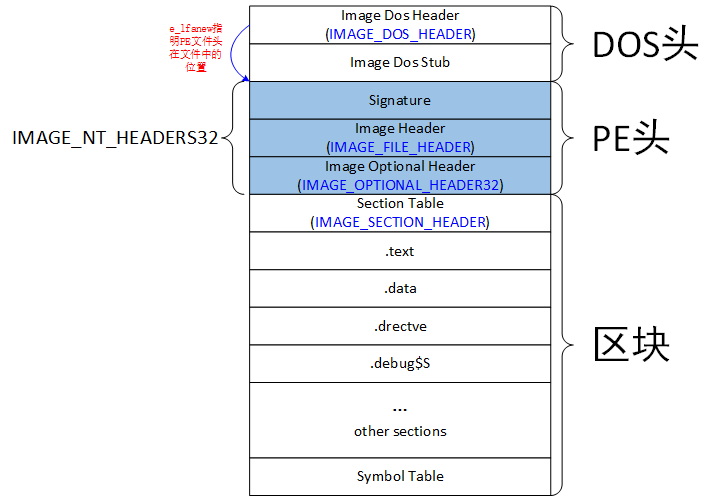 e_lfanew指
明PE文件头
在文件中的
位置
Image Dos Header
(IMAGE_DOS_HEADER)
Image Dos Stub
DOS头
IMAGE_NT_HEADERS32
Signature
Image Header
(IMAGE_FILE_HEADER)
Image Optional Header
(IMAGE_OPTIONAL_HEADER32)
PE头
Section Table
(IMAGE_SECTION_HEADER)
.text
.data
.drectve
.debug$S
...
other sections
Symbol Table
区块